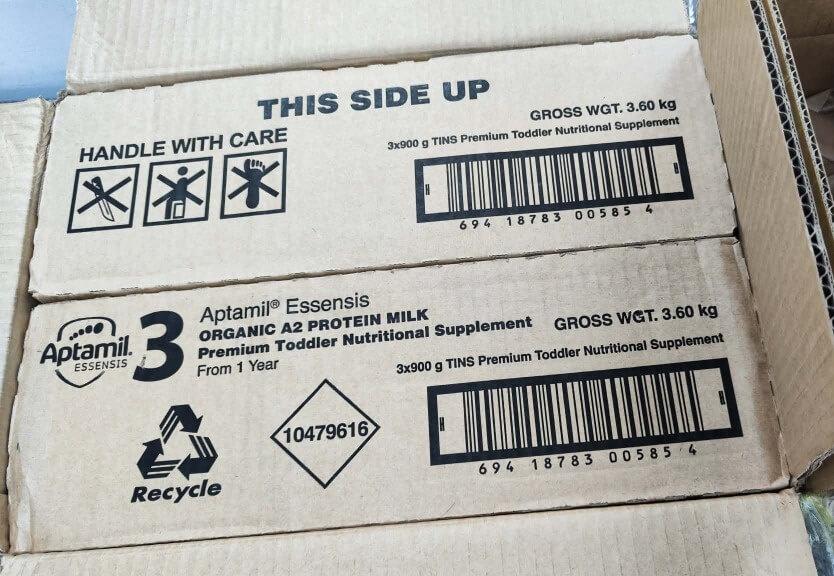 THIS SIDE UP
HANDLE WITH CARE
GROSS WGT. 3.60 kg
3x900 g TINS Premium Toddler Nutritional Supplement
H
H
694 18783 00585 4
Aptamil®
ESSENSIS
3
Aptamil® Essensis
ORGANIC A2 PROTEIN MILK
Premium Toddler Nutritional Supplement
From 1 Year
GROSS WGT. 3.60 kg
3x900 g TINS Premium Toddler Nutritional Supplement
H
H
694 18783 00585 4
10479616
Recycle